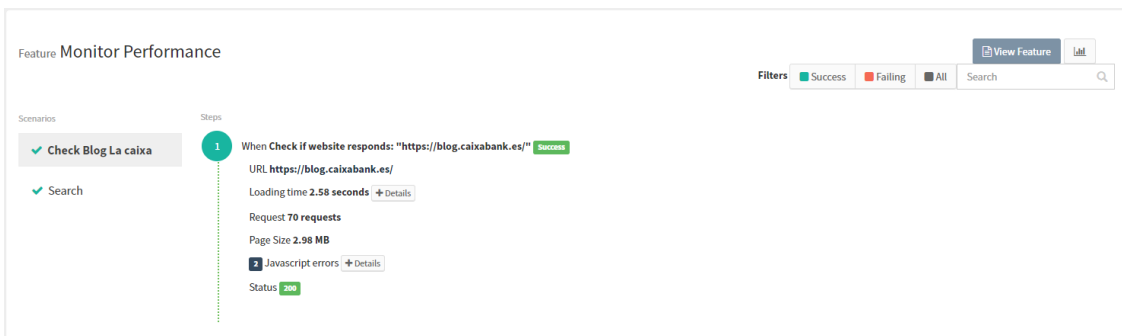 Feature Monitor Performance
View Feature
Filters Success Failing All Search
Scenarios
Steps
Check Blog La caixa
1
When Check if website responds: "https://blog.caixabank.es/" Success
URL https://blog.caixabank.es/
Search
Loading time 2.58 seconds + Details
Request 70 requests
Page Size 2.98 MB
2 Javascript errors + Details
Status 200